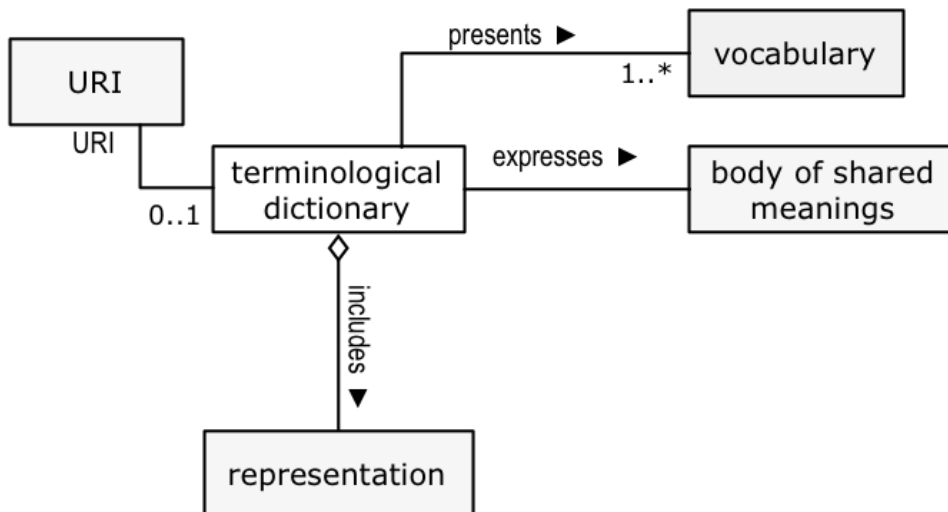 presents ►
vocabulary
1..*
URI
URI
terminological
dictionary
expresses ►
body of shared
meanings
0..1
includes ►
representation